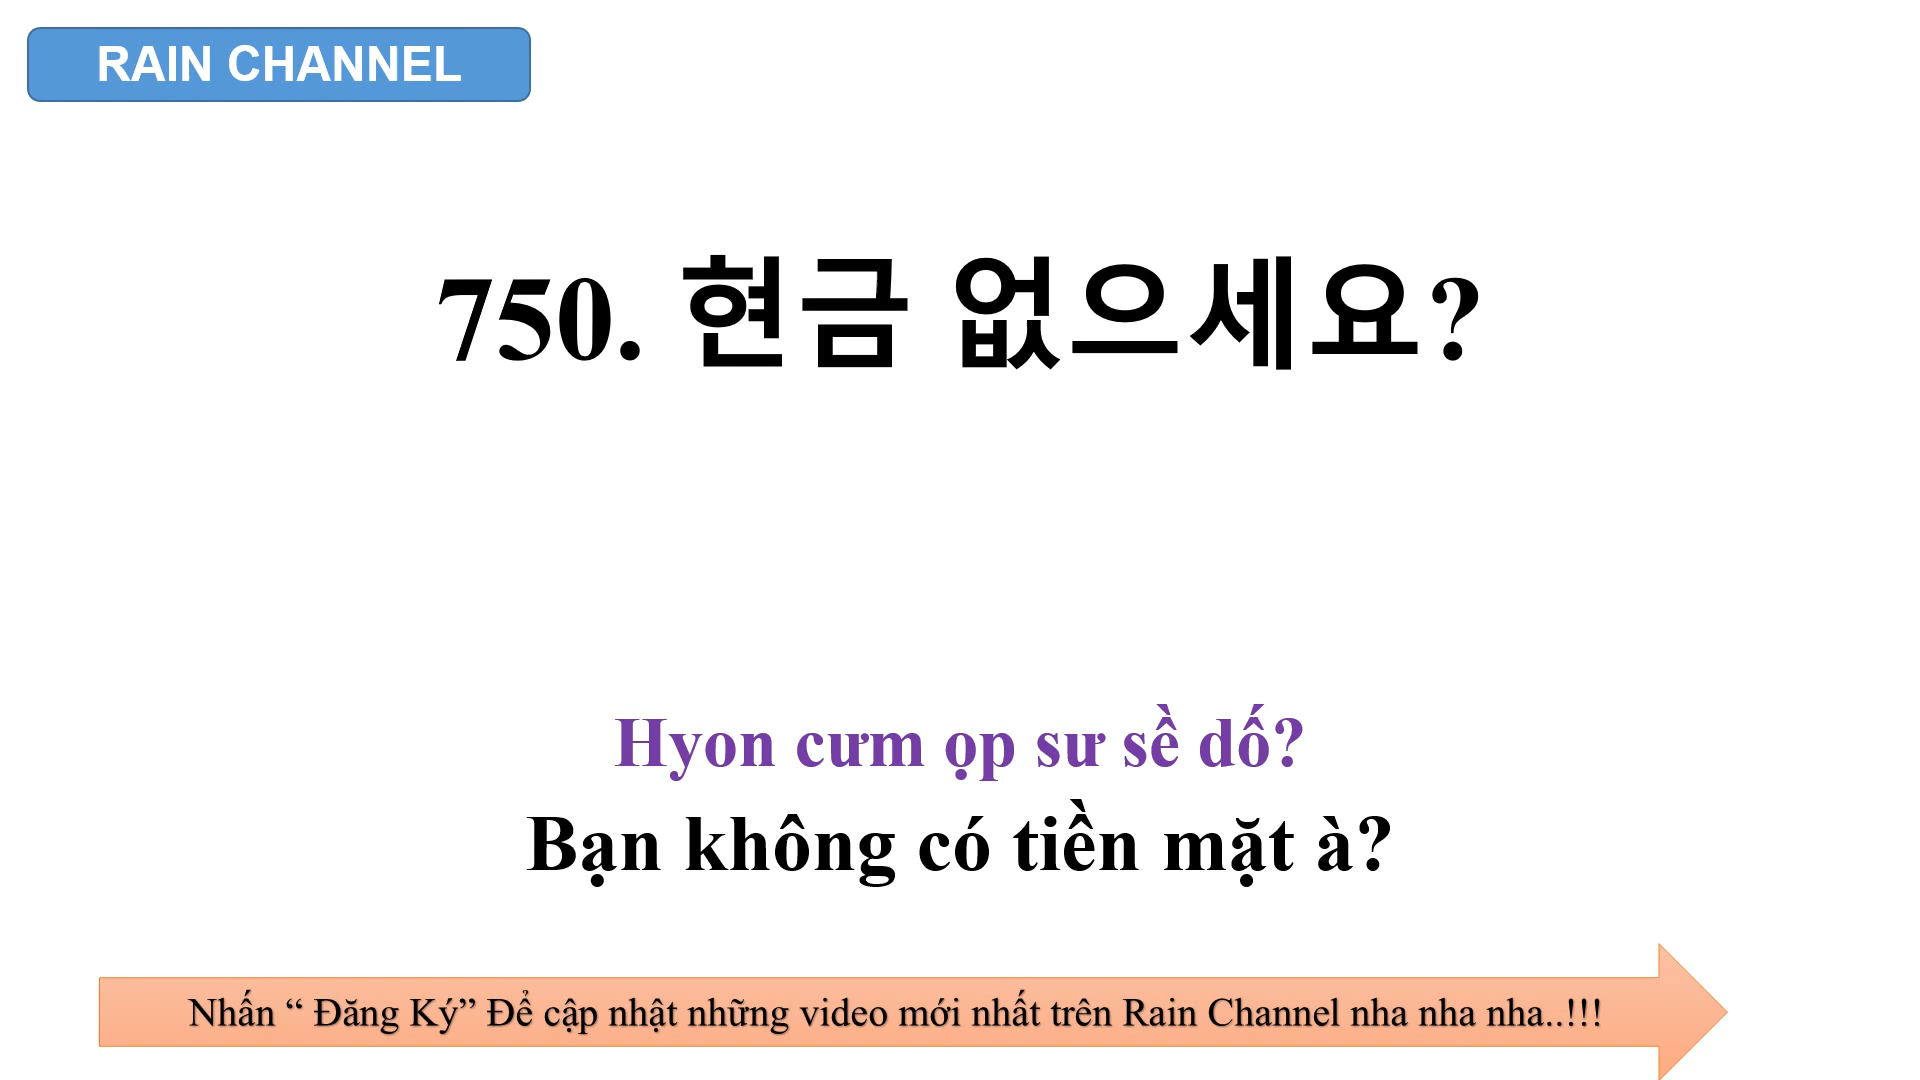 RAIN CHANNEL
750. 현금 없으세요?
Hyon cưm ọp sư sề dố?
Bạn không có tiền mặt à?
Nhấn “ Đăng Ký” Để cập nhật những video mới nhất trên Rain Channel nha nha nha..!!!